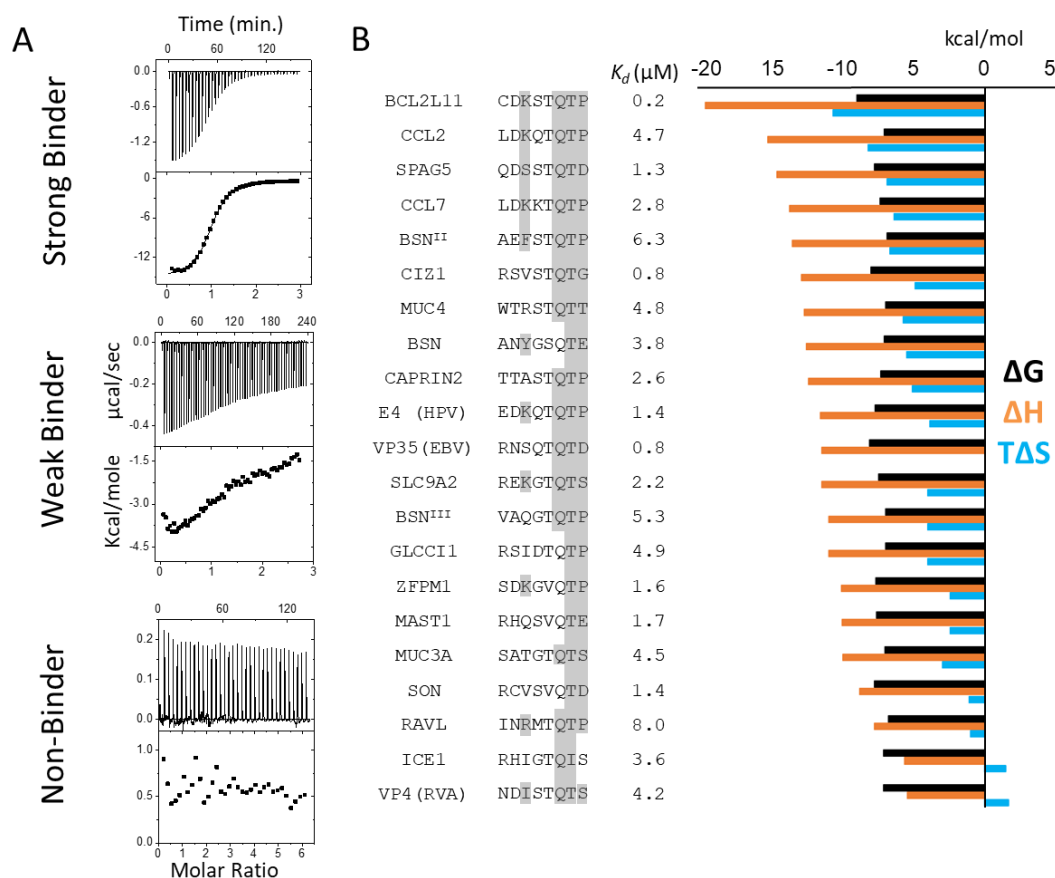 A
Time (min.)
0 60 120
0.0
-0.6
-1.2
0
-6
-12
0 1 2 3
Strong Binder
0 30 60 90 120 150 180 210 240
0.0
-0.2
-0.4
-1.5
-3.0
-4.5
0 1 2 3
µcal/sec
Kcal/mole
Weak Binder
0 60 120
0.2
0.1
0.0
1.0
0.5
0.0
0 1 2 3 4 5 6
Molar Ratio
Non-Binder
B
kcal/mol
Kd (µM)
-20 15 -10 5 0 5
BCL2L11 CDKSTQTP 0.2
CCL2 LDKQTQTP 4.7
SPAG5 QDSSTQTD 1.3
CCL7 LDKKTQTP 2.8
BSNII AEFSTQTP 6.3
CIZ1 RSVSTQTG 0.8
MUC4 WTRSTQTT 4.8
BSN ANYGSQTE 3.8
CAPRIN2 TTASTQTP 2.6
E4 (HPV) EDKQTQTP 1.4
VP35(EBV) RNSQTQTD 0.8
SLC9A2 REKGTQTS 2.2
BSNIII VAQGTQTP 5.3
GLCCI1 RSIDTQTP 4.9
ZFPM1 SDKGVQTP 1.6
MAST1 RHQSVQTE 1.7
MUC3A SATGTQTS 4.5
SON RCVSVQTD 1.4
RAVL INRMTQTP 8.0
ICE1 RHIGTQIS 3.6
VP4(RVA) NDISTQTS 4.2
ΔG
ΔH
TΔS